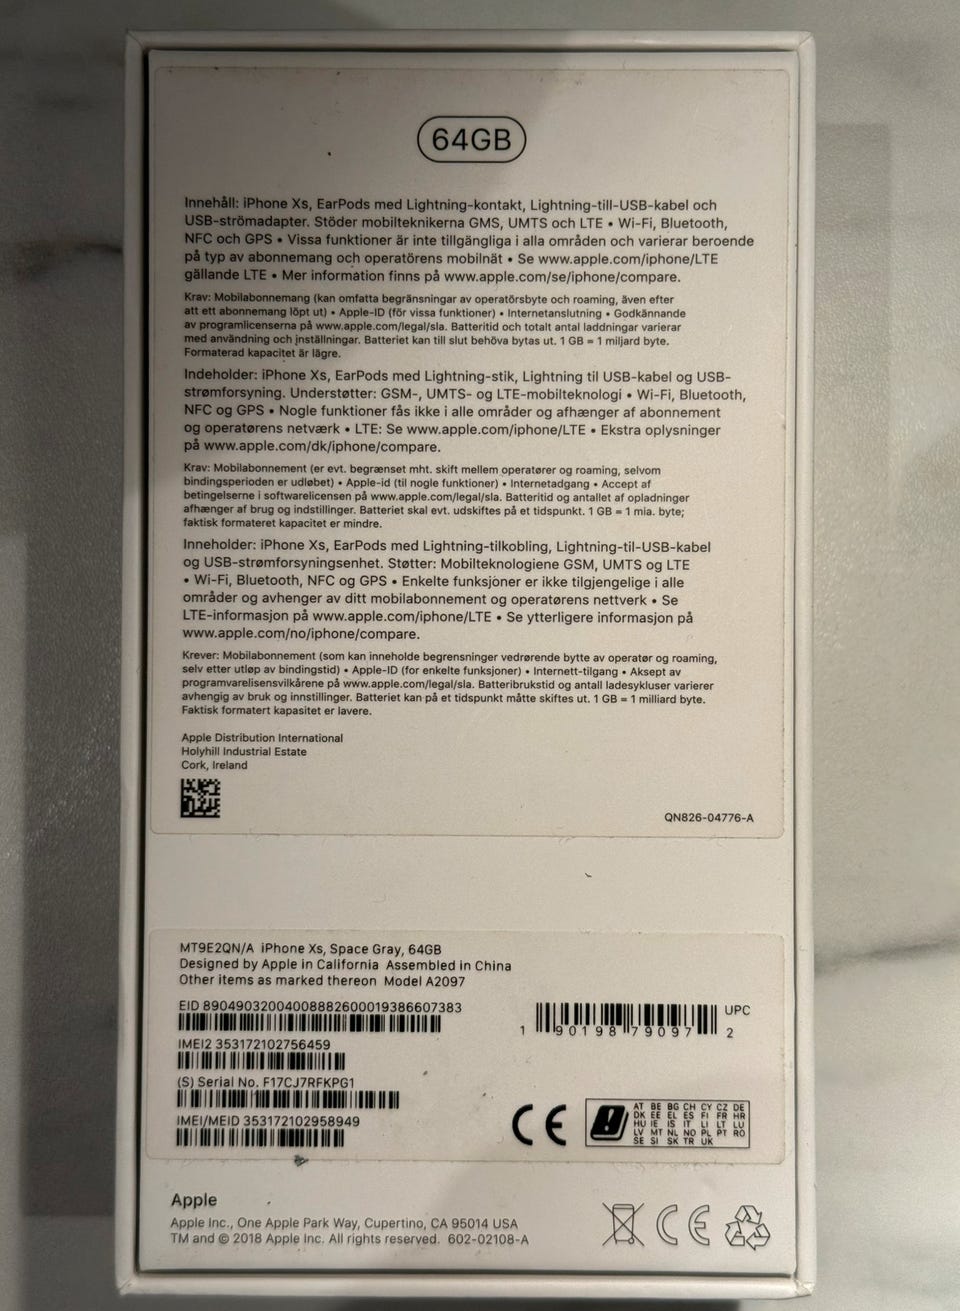 64GB
Innehåll: iPhone Xs, EarPods med Lightning-kontakt, Lightning-till-USB-kabel och
USB-strömadapter. Stöder mobilteknikerna GMS, UMTS och LTE • Wi-Fi, Bluetooth,
NFC och GPS • Vissa funktioner är inte tillgängliga i alla områden och varierar beroende
på typ av abonnemang och operatörens mobilnät • Se www.apple.com/iphone/LTE
gällande LTE • Mer information finns på www.apple.com/se/iphone/compare.
Krav: Mobilabonnemang (kan omfatta begränsningar av operatörsbyte och roaming, även efter
att ett abonnemang löpt ut) • Apple-ID (för vissa funktioner) • Internetanslutning • Godkännande
av programlicenserna på www.apple.com/legal/sla. Batteritid och totalt antal laddningar varierar
med användning och inställningar. Batteriet kan till slut behöva bytas ut. 1 GB = 1 miljard byte.
Formaterad kapacitet är lägre.
Indeholder: iPhone Xs, EarPods med Lightning-stik, Lightning til USB-kabel og USB-
strømforsyning. Understøtter: GSM-, UMTS- og LTE-mobilteknologi • Wi-Fi, Bluetooth,
NFC og GPS • Nogle funktioner fås ikke i alle områder og afhænger af abonnement
og operatørens netværk • LTE: Se www.apple.com/iphone/LTE • Ekstra oplysninger
på www.apple.com/dk/iphone/compare.
Krav: Mobilabonnement (er evt. begrænset mht. skift mellem operatører og roaming, selvom
bindingsperioden er udløbet) • Apple-id (til nogle funktioner) • Internetadgang • Accept af
betingelserne i softwarelicensen på www.apple.com/legal/sla. Batteritid og antallet af opladninger
afhænger af brug og indstillinger. Batteriet skal evt. udskiftes på et tidspunkt. 1 GB = 1 mia. byte;
faktisk formateret kapacitet er mindre.
Inneholder: iPhone Xs, EarPods med Lightning-tilkobling, Lightning-til-USB-kabel
og USB-strømforsyningsenhet. Støtter: Mobilteknologiene GSM, UMTS og LTE
• Wi-Fi, Bluetooth, NFC og GPS • Enkelte funksjoner er ikke tilgjengelige i alle
områder og avhenger av ditt mobilabonnement og operatørens nettverk • Se
LTE-informasjon på www.apple.com/iphone/LTE • Se ytterligere informasjon på
www.apple.com/no/iphone/compare.
Krever: Mobilabonnement (som kan inneholde begrensninger vedrørende bytte av operatør og roaming,
selv etter utløp av bindingstid) • Apple-ID (for enkelte funksjoner) • Internett-tilgang • Aksept av
programvarelisensvilkårene på www.apple.com/legal/sla. Batteribrukstid og antall ladesykluser varierer
avhengig av bruk og innstillinger. Batteriet kan på et tidspunkt måtte skiftes ut. 1 GB = 1 milliard byte.
Faktisk formatert kapasitet er lavere.
Apple Distribution International
Holyhill Industrial Estate
Cork, Ireland
QN826-04776-A
MT9E2QN/A iPhone Xs, Space Gray, 64GB
Designed by Apple in California Assembled in China
Other items as marked thereon Model A2097
EID 89049032004008882600019386607383
UPC
1 90198 79097 2
IMEI2 353172102756459
(S) Serial No. F17CJ7RFKPG1
IMEI/MEID 353172102958949
CE
AT BE BG CH CY CZ DE
DK EE EL ES FI FR HR
HU IE IS IT LI LT LU
LV MT NL NO PL PT RO
SE SI SK TR UK
Apple
Apple Inc., One Apple Park Way, Cupertino, CA 95014 USA
TM and © 2018 Apple Inc. All rights reserved. 602-02108-A
CE